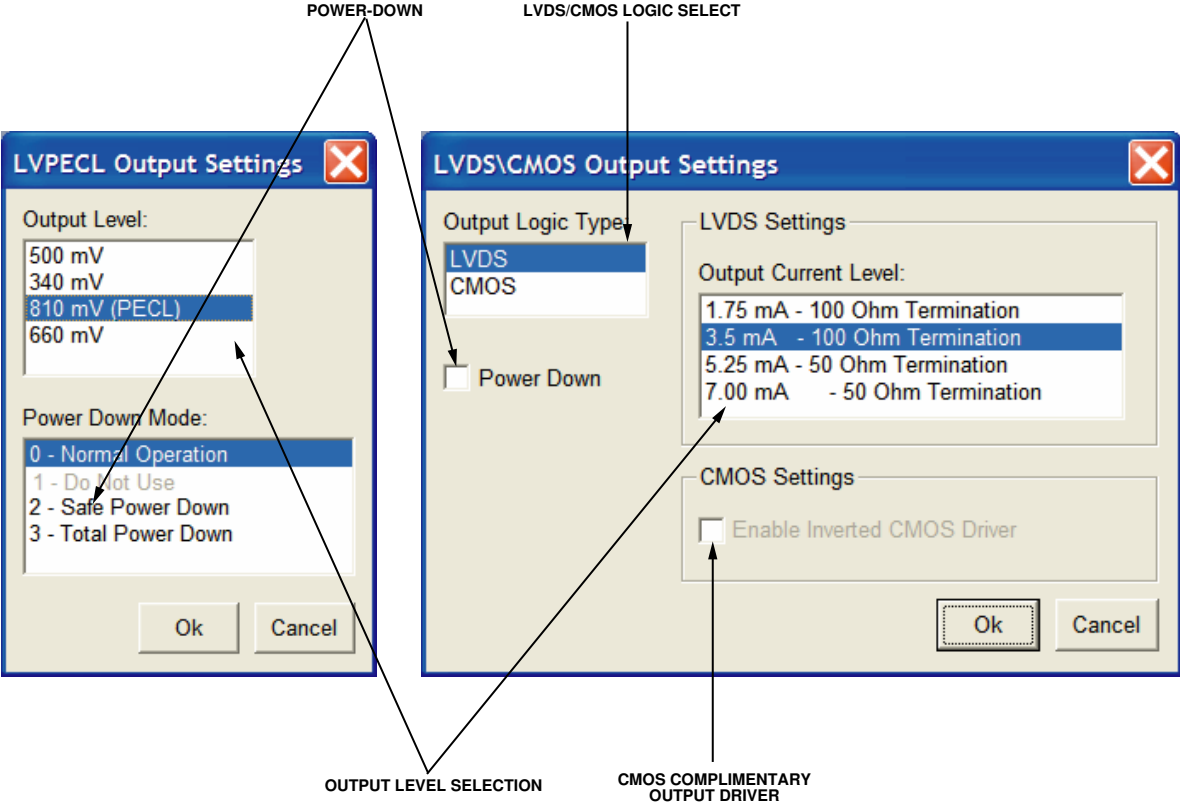 POWER-DOWN
LVDS/CMOS LOGIC SELECT
LVPECL Output Settings
Output Level:
500 mV
340 mV
810 mV (PECL)
660 mV
Power Down Mode:
0 - Normal Operation
1 - Do Not Use
2 - Safe Power Down
3 - Total Power Down
Ok
Cancel
LVDS\CMOS Output Settings
Output Logic Type:
LVDS
CMOS
Power Down
LVDS Settings
Output Current Level:
1.75 mA - 100 Ohm Termination
3.5 mA - 100 Ohm Termination
5.25 mA - 50 Ohm Termination
7.00 mA - 50 Ohm Termination
CMOS Settings
Enable Inverted CMOS Driver
Ok
Cancel
OUTPUT LEVEL SELECTION
CMOS COMPLIMENTARY
OUTPUT DRIVER